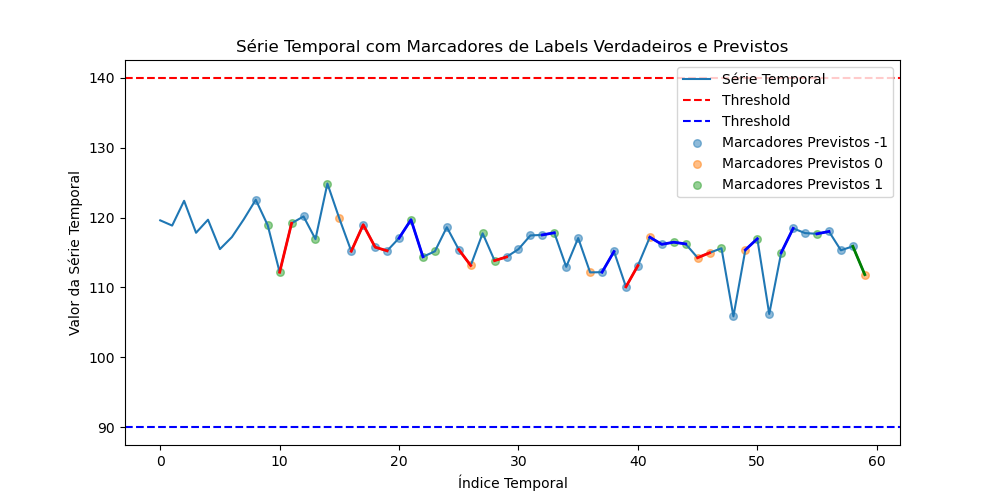 Série Temporal com Marcadores de Labels Verdadeiros e Previstos
Série Temporal
Threshold
Threshold
Marcadores Previstos -1
Marcadores Previstos 0
Marcadores Previstos 1
Valor da Série Temporal
140
130
120
110
100
90
0 10 20 30 40 50 60
Índice Temporal